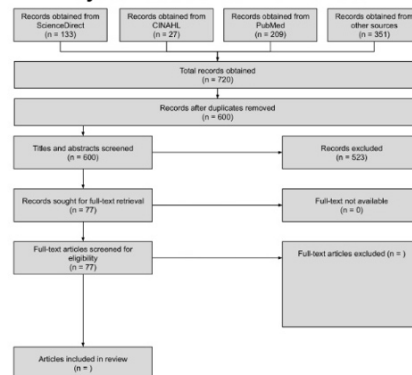 Records obtained from
ScienceDirect
(n = 133)
Records obtained from
CINAHL
(n = 27)
Records obtained from
PubMed
(n = 209)
Records obtained from
other sources
(n = 351)
Total records obtained
(n = 720)
Records after duplicates removed
(n = 600)
Titles and abstracts screened
(n = 600)
Records excluded
(n = 523)
Records sought for full-text retrieval
(n = 77)
Full-text not available
(n = 0)
Full-text articles screened for
eligibility
(n = 77)
Full-text articles excluded (n = )
Articles included in review
(n = )